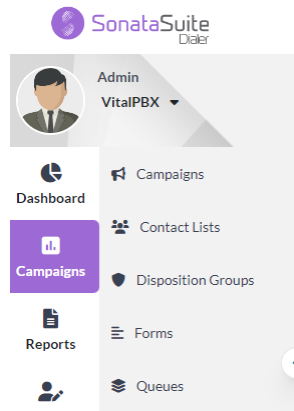 SonataSuite
Dialer
Admin
VitalPBX
Dashboard
Campaigns
Reports
Campaigns
Contact Lists
Disposition Groups
Forms
Queues